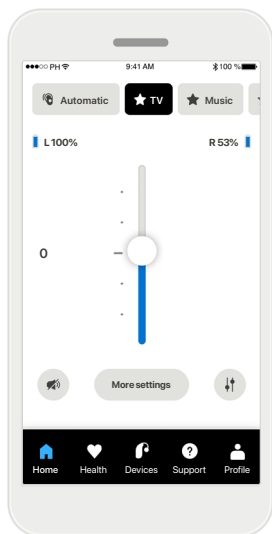 PH 9:41 AM 100 %
Automatic TV Music
L 100% R 53%
0
More settings
?
Home Health Devices Support Profile